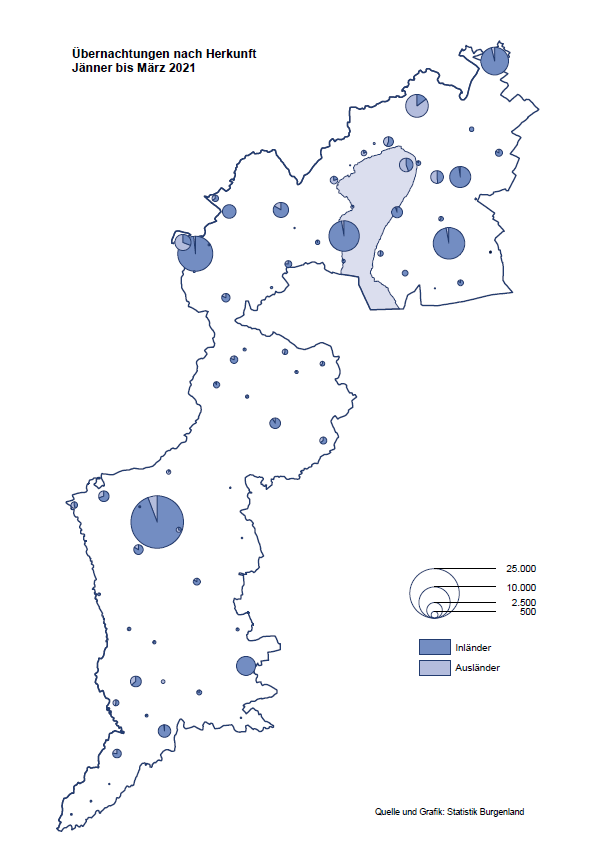 Übernachtungen nach Herkunft
Jänner bis März 2021
25.000
10.000
2.500
500
Inländer
Ausländer
Quelle und Grafik: Statistik Burgenland